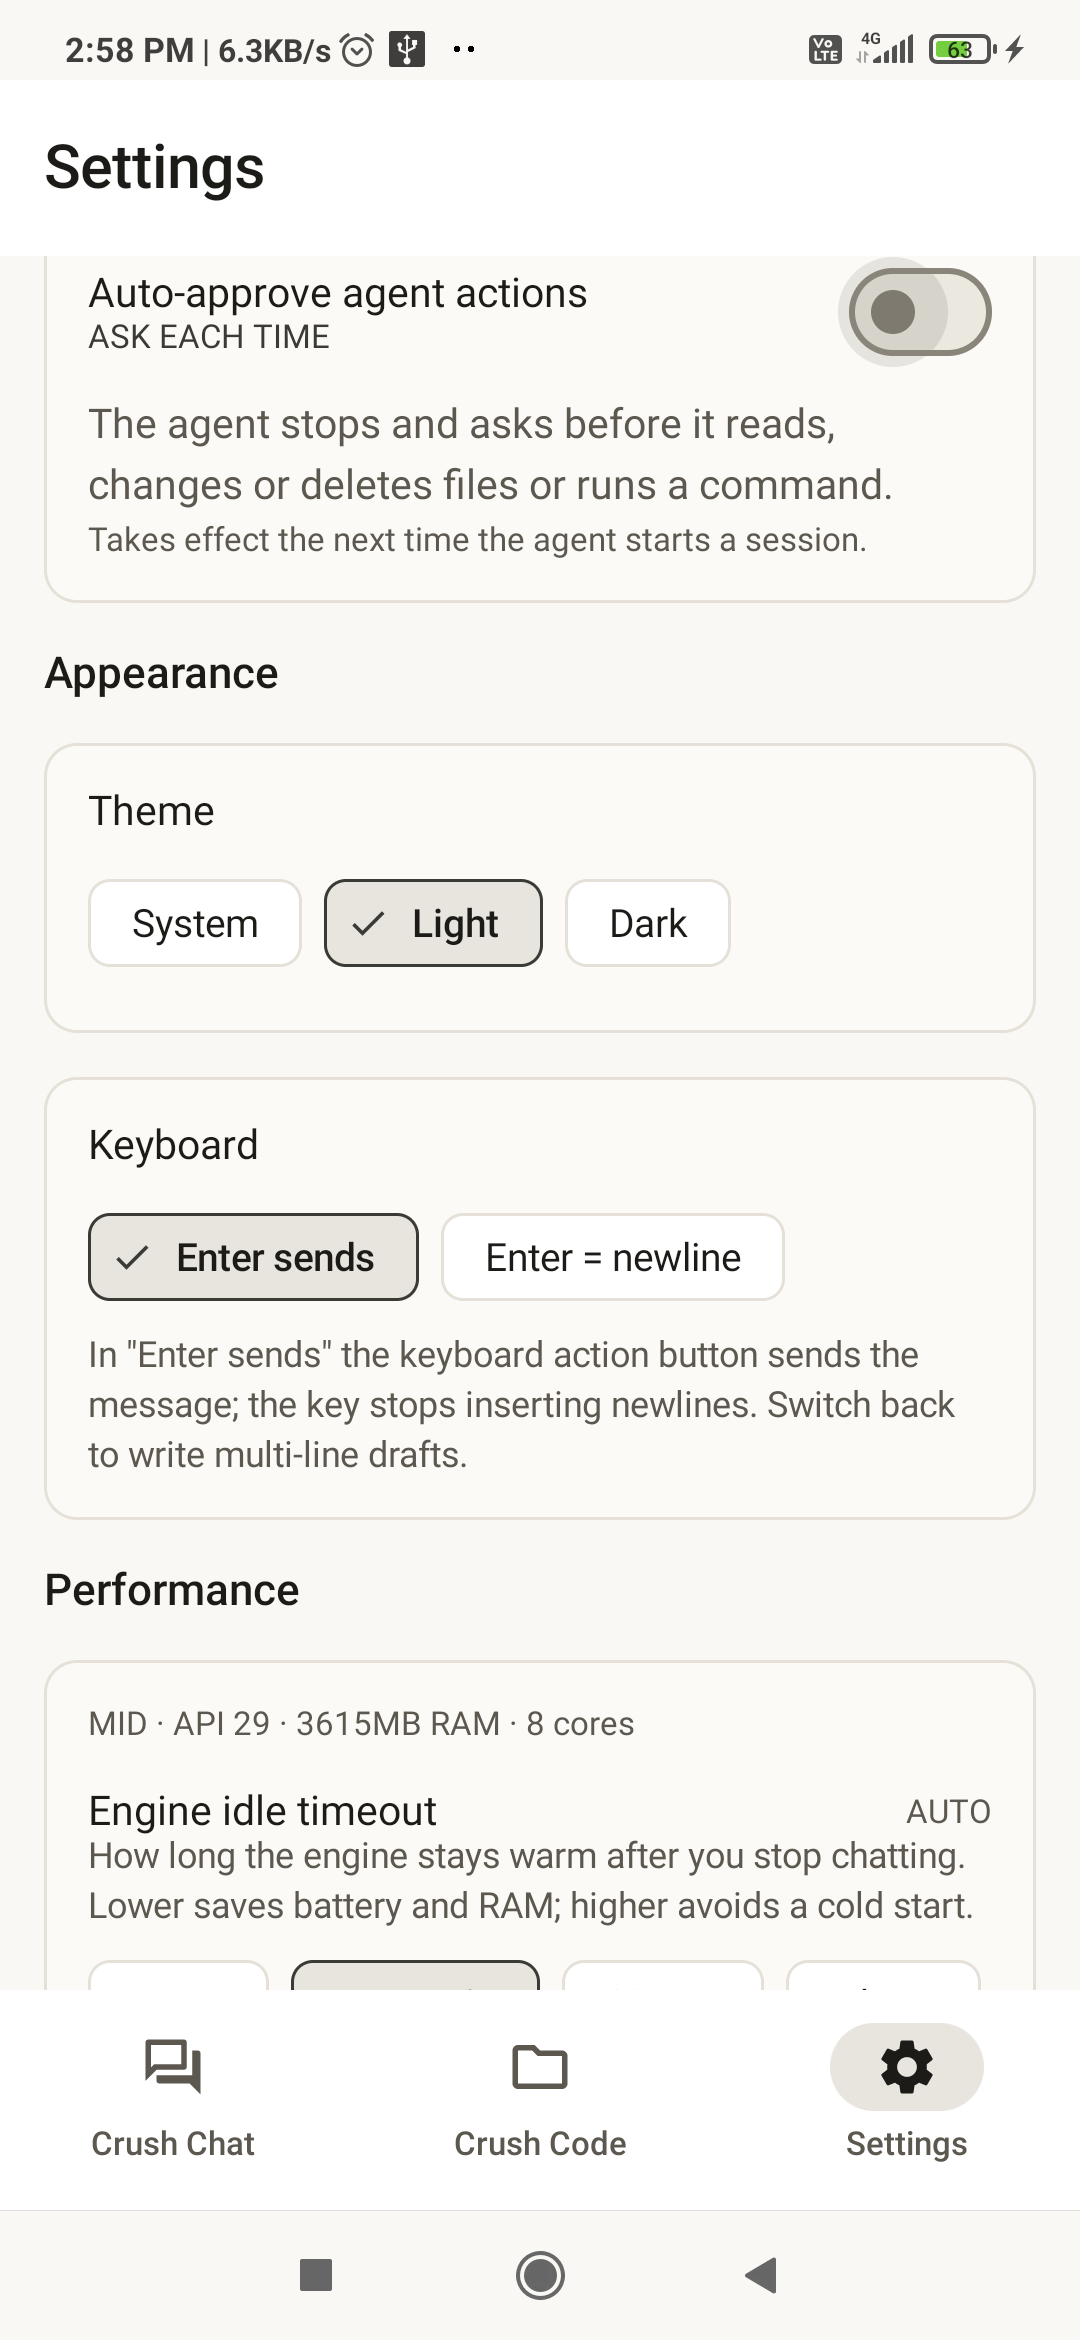 2:58 PM | 6.3KB/s
Vo LTE
4G
63
Settings
Auto-approve agent actions
ASK EACH TIME
The agent stops and asks before it reads,
changes or deletes files or runs a command.
Takes effect the next time the agent starts a session.
Appearance
Theme
System
Light
Dark
Keyboard
Enter sends
Enter = newline
In "Enter sends" the keyboard action button sends the
message; the key stops inserting newlines. Switch back
to write multi-line drafts.
Performance
MID · API 29 · 3615MB RAM · 8 cores
Engine idle timeout
AUTO
How long the engine stays warm after you stop chatting.
Lower saves battery and RAM; higher avoids a cold start.
Crush Chat
Crush Code
Settings